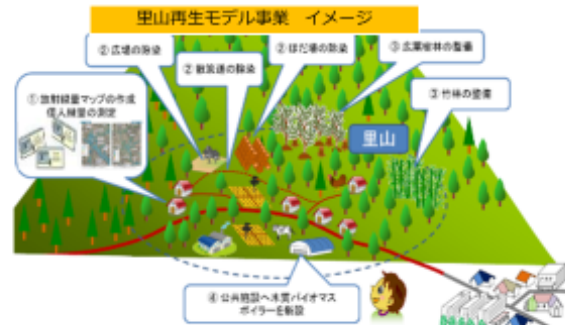 里山再生モデル事業 イメージ
② 広場の除染
② 散策道の除染
② ほだ場の除染
③ 広葉樹林の整備
③ 竹林の整備
① 放射線量マップの作成
個人線量の測定
里山
④ 公共施設へ木質バイオマス
ボイラーを新設